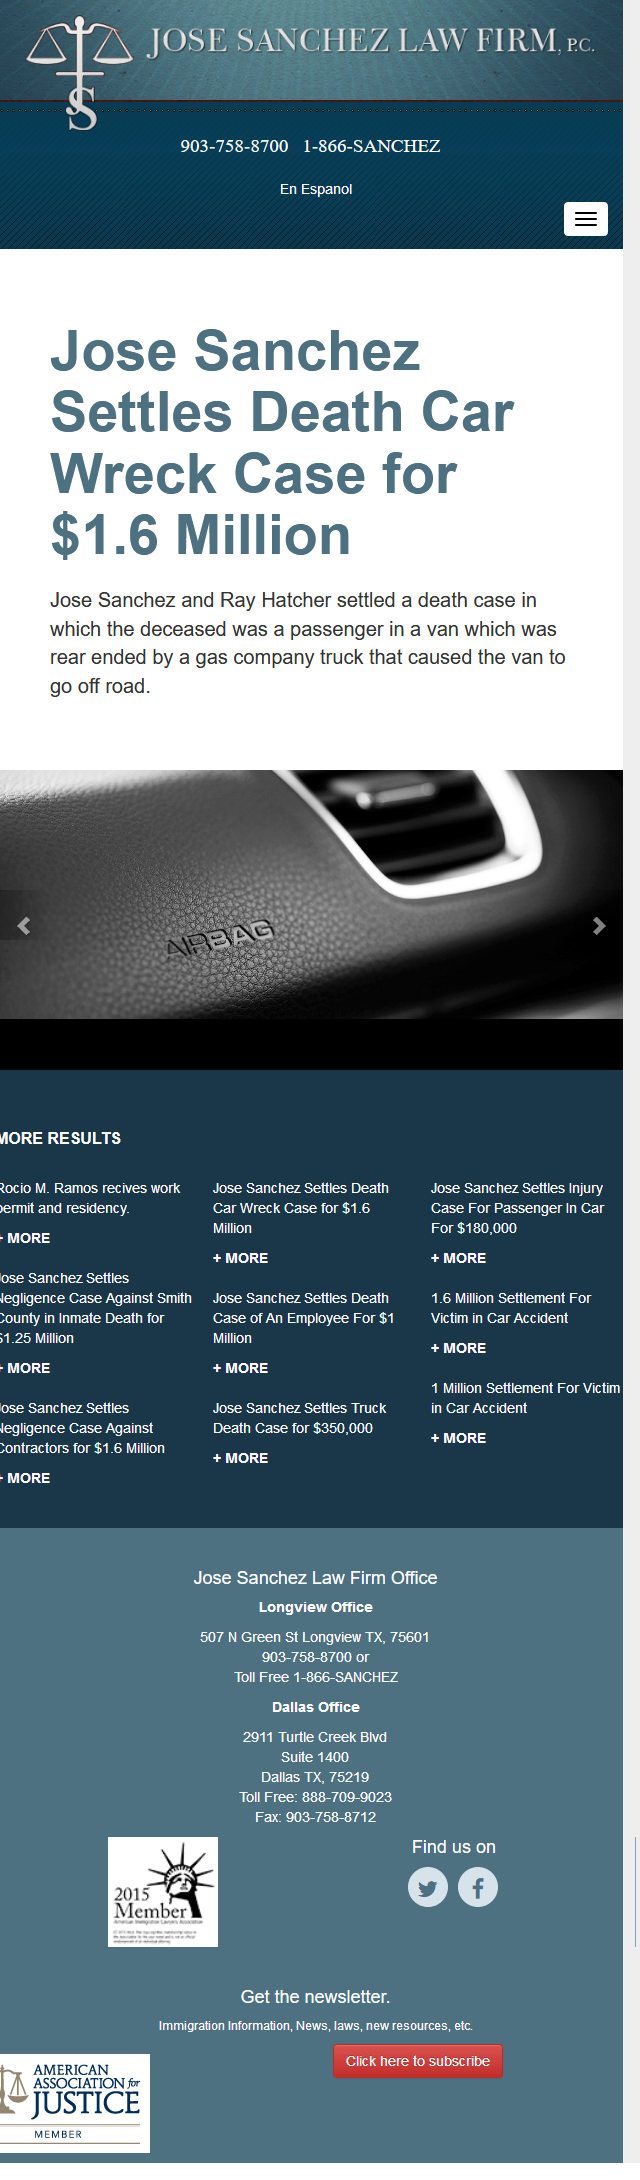 JOSE SANCHEZ LAW FIRM, P.C.
903-758-8700 1-866-SANCHEZ
En Espanol
Jose Sanchez
Settles Death Car
Wreck Case for
$1.6 Million
Jose Sanchez and Ray Hatcher settled a death case in
which the deceased was a passenger in a van which was
rear ended by a gas company truck that caused the van to
go off road.
AIRBAG
MORE RESULTS
Rocio M. Ramos recives work
permit and residency.
+ MORE
Jose Sanchez Settles
Negligence Case Against Smith
County in Inmate Death for
$1.25 Million
+ MORE
Jose Sanchez Settles
Negligence Case Against
Contractors for $1.6 Million
+ MORE
Jose Sanchez Settles Death
Car Wreck Case for $1.6
Million
+ MORE
Jose Sanchez Settles Death
Case of An Employee For $1
Million
+ MORE
Jose Sanchez Settles Truck
Death Case for $350,000
+ MORE
Jose Sanchez Settles Injury
Case For Passenger In Car
For $180,000
+ MORE
1.6 Million Settlement For
Victim in Car Accident
+ MORE
1 Million Settlement For Victim
in Car Accident
+ MORE
Jose Sanchez Law Firm Office
Longview Office
507 N Green St Longview TX, 75601
903-758-8700 or
Toll Free 1-866-SANCHEZ
Dallas Office
2911 Turtle Creek Blvd
Suite 1400
Dallas TX, 75219
Toll Free: 888-709-9023
Fax: 903-758-8712
2015
Member
American Immigration Lawyers Association
Find us on
Get the newsletter.
Immigration Information, News, laws, new resources, etc.
Click here to subscribe
AMERICAN
ASSOCIATION for
JUSTICE
MEMBER